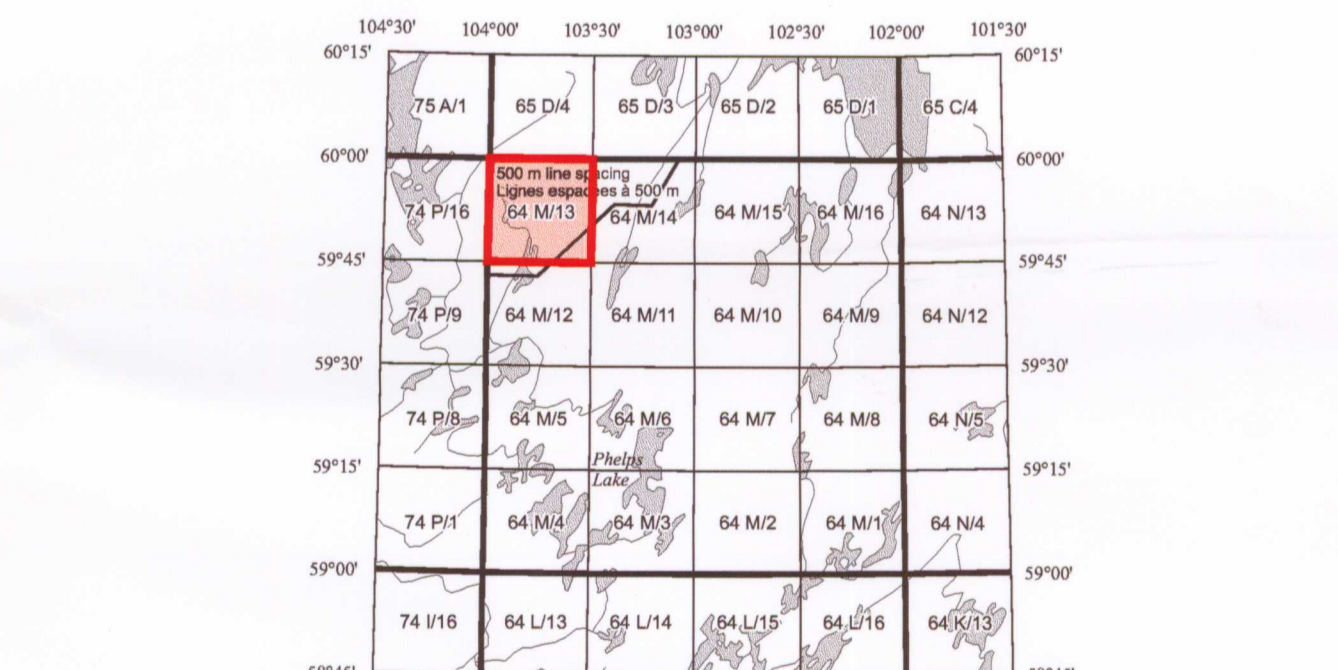 104°30' 104°00' 103°30' 103°00' 102°30' 102°00' 101°30'
60°15' 60°15'
75 A/1 65 D/4 65 D/3 65 D/2 65 D/1 65 C/4
60°00' 60°00'
500 m line spacing
Lignes espacées à 500 m
74 P/16 64 M/13 64 M/14 64 M/15 64 M/16 64 N/13
59°45' 59°45'
74 P/9 64 M/12 64 M/11 64 M/10 64 M/9 64 N/12
59°30' 59°30'
74 P/8 64 M/5 64 M/6 64 M/7 64 M/8 64 N/5
Phelps
59°15' 59°15'
Lake
74 P/1 64 M/4 64 M/3 64 M/2 64 M/1 64 N/4
59°00' 59°00'
74 I/16 64 L/13 64 L/14 64 L/15 64 L/16 64 K/13